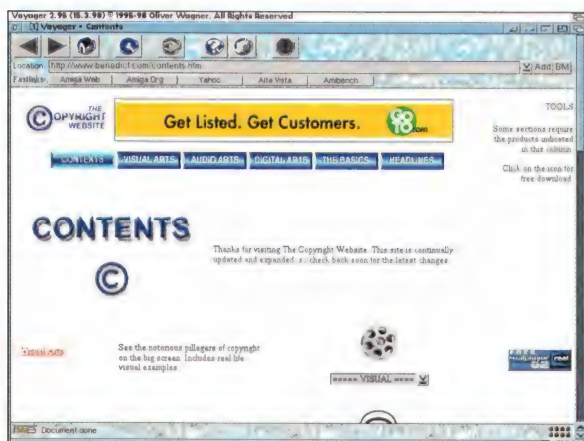 Voyager 2.95 (15.3.98) © 1995-98 Oliver Wagner. All Rights Reserved
[1] Voyager • Contents
Location http://www.benedict.com/contents.htm
Add BM
Fastlinks: Amiga Web Amiga Org Yahoo Alta Vista Aminench
© THE COPYRIGHT WEBSITE
Get Listed. Get Customers.
.com
TOOLS
Some sections require
the products indicated
in this column
Click on the icon for
free download
CONTENTS VISUAL ARTS AUDIO ARTS DIGITAL ARTS THE BASICS HEADLINES
CONTENTS
©
Thanks for visiting The Copyright Website. This site is continually
updated and expanded so check back soon for the latest changes
Visual Arts
See the notorious pillagers of copyright
on the big screen. Includes real life
visual examples
===== VISUAL =====
real
Document done